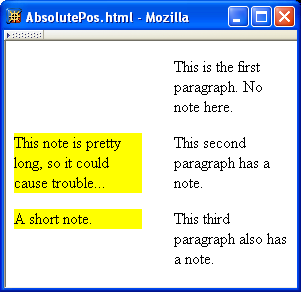 AbsolutePos.html - Mozilla
This is the first
paragraph. No
note here.
This note is pretty
long, so it could
cause trouble...
This second
paragraph has a
note.
A short note.
This third
paragraph also has
a note.